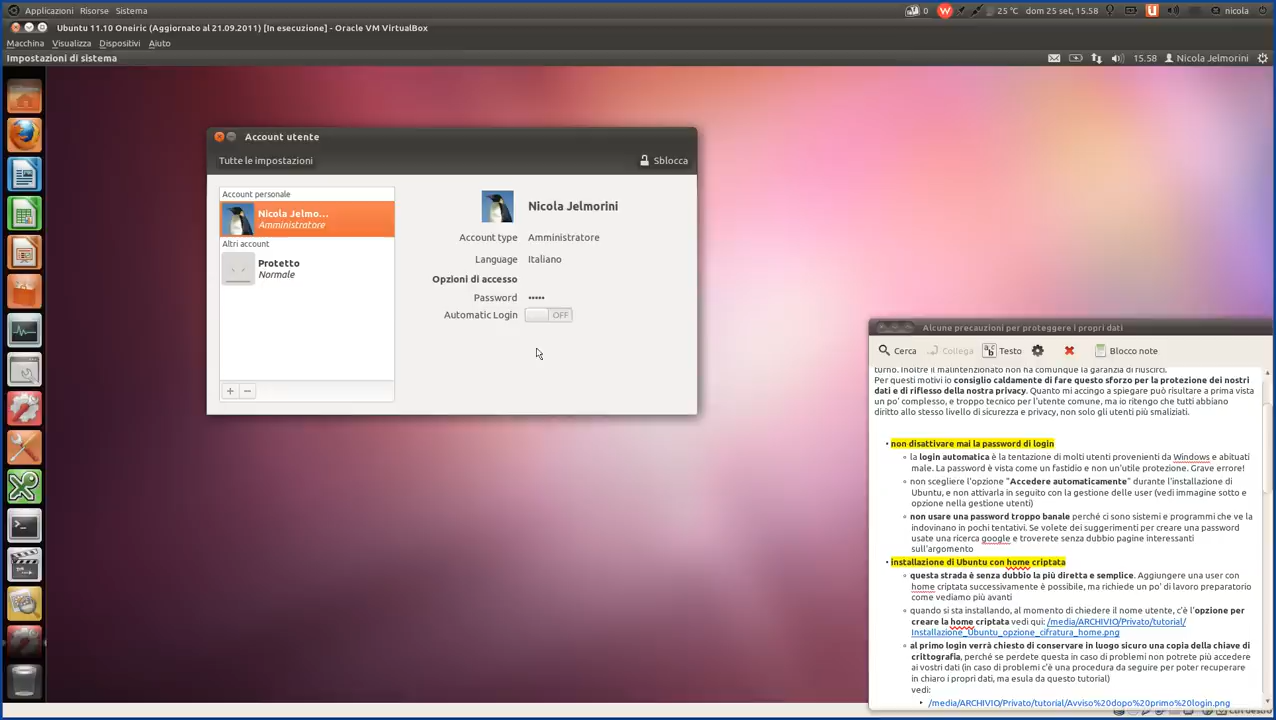 Applicazioni Risorse Sistema
0 25 °C dom 25 set, 15.58 nicola
Ubuntu 11.10 Oneiric (Aggiornato al 21.09.2011) [In esecuzione] - Oracle VM VirtualBox
Macchina Visualizza Dispositivi Aiuto
Impostazioni di sistema
15.58 Nicola Jelmorini
Account utente
Tutte le impostazioni
Sblocca
Account personale
Nicola Jelmo...
Amministratore
Altri account
Protetto
Normale
Nicola Jelmorini
Account type Amministratore
Language Italiano
Opzioni di accesso
Password •••••
Automatic Login OFF
+ −
Alcune precauzioni per proteggere i propri dati
Cerca Collega Testo Blocco note
turno. Inoltre il malintenzionato non ha comunque la garanzia di riuscirci.
Per questi motivi io consiglio caldamente di fare questo sforzo per la protezione dei nostri
dati e di riflesso della nostra privacy. Quanto mi accingo a spiegare può risultare a prima vista
un po' complesso, e troppo tecnico per l'utente comune, ma io ritengo che tutti abbiano
diritto allo stesso livello di sicurezza e privacy, non solo gli utenti più smaliziati.
• non disattivare mai la password di login
◦ la login automatica è la tentazione di molti utenti provenienti da Windows e abituati
male. La password è vista come un fastidio e non un'utile protezione. Grave errore!
◦ non scegliere l'opzione "Accedere automaticamente" durante l'installazione di
Ubuntu, e non attivarla in seguito con la gestione delle user (vedi immagine sotto e
opzione nella gestione utenti)
◦ non usare una password troppo banale perché ci sono sistemi e programmi che ve la
indovinano in pochi tentativi. Se volete dei suggerimenti per creare una password
usate una ricerca google e troverete senza dubbio pagine interessanti
sull'argomento
• installazione di Ubuntu con home criptata
◦ questa strada è senza dubbio la più diretta e semplice. Aggiungere una user con
home criptata successivamente è possibile, ma richiede un po' di lavoro preparatorio
come vediamo più avanti
◦ quando si sta installando, al momento di chiedere il nome utente, c'è l'opzione per
creare la home criptata vedi qui: /media/ARCHIVIO/Privato/tutorial/
Installazione_Ubuntu_opzione_cifratura_home.png
◦ al primo login verrà chiesto di conservare in luogo sicuro una copia della chiave di
crittografia, perché se perdete questa in caso di problemi non potrete più accedere
ai vostri dati (in caso di problemi c'è una procedura da seguire per poter recuperare
in chiaro i propri dati, ma esula da questo tutorial)
vedi:
• /media/ARCHIVIO/Privato/tutorial/Avviso%20dopo%20primo%20login.png